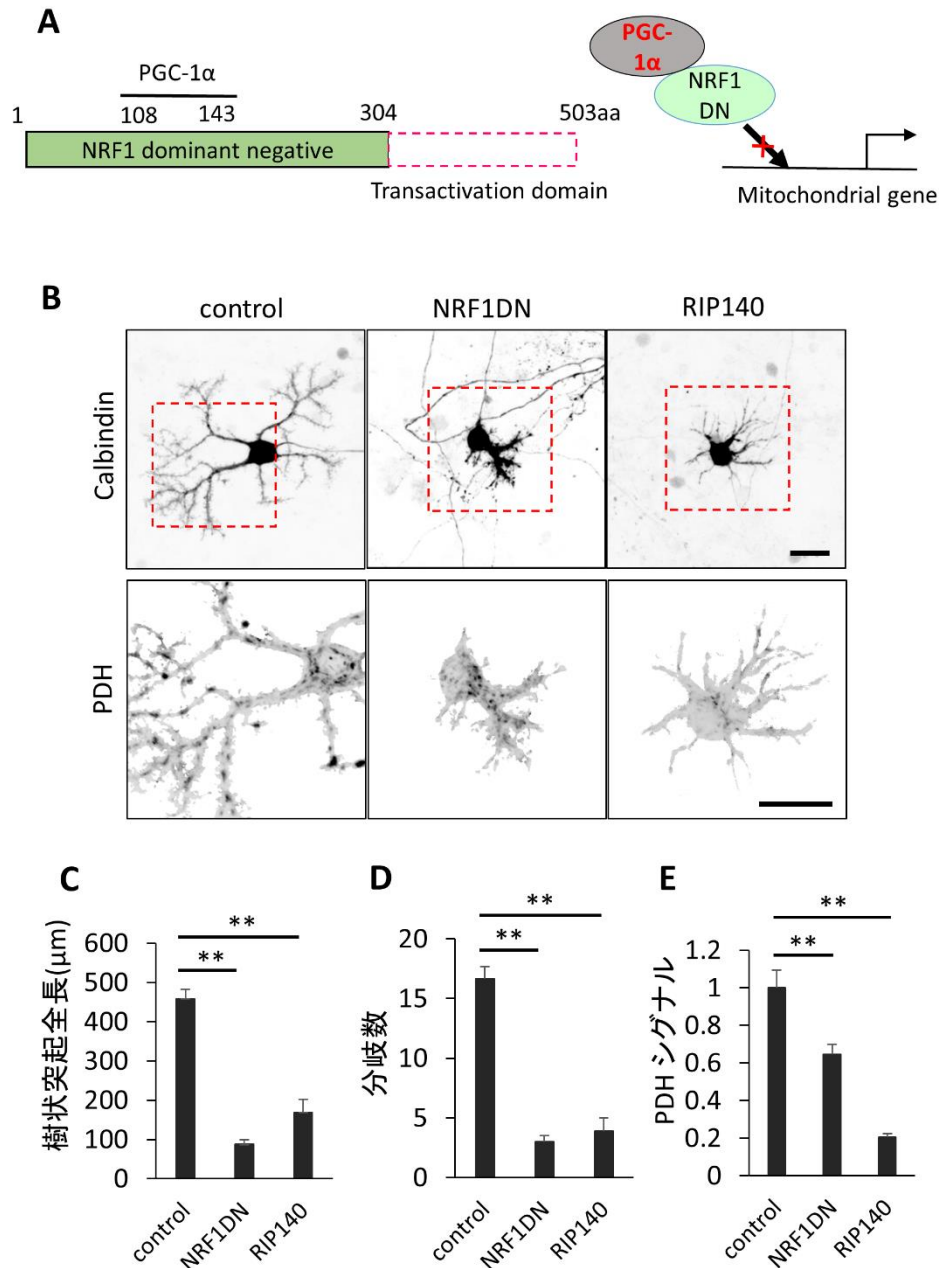 A
PGC-1α
1 108 143 304 503aa
NRF1 dominant negative
Transactivation domain
PGC-
1α
NRF1
DN
Mitochondrial gene
B
control NRF1DN RIP140
Calbindin
PDH
C
**
**
樹状突起全長(μm)
600
500
400
300
200
100
0
control NRF1DN RIP140
D
**
**
分岐数
20
15
10
5
0
control NRF1DN RIP140
E
**
**
PDH シグナル
1.2
1
0.8
0.6
0.4
0.2
0
control NRF1DN RIP140